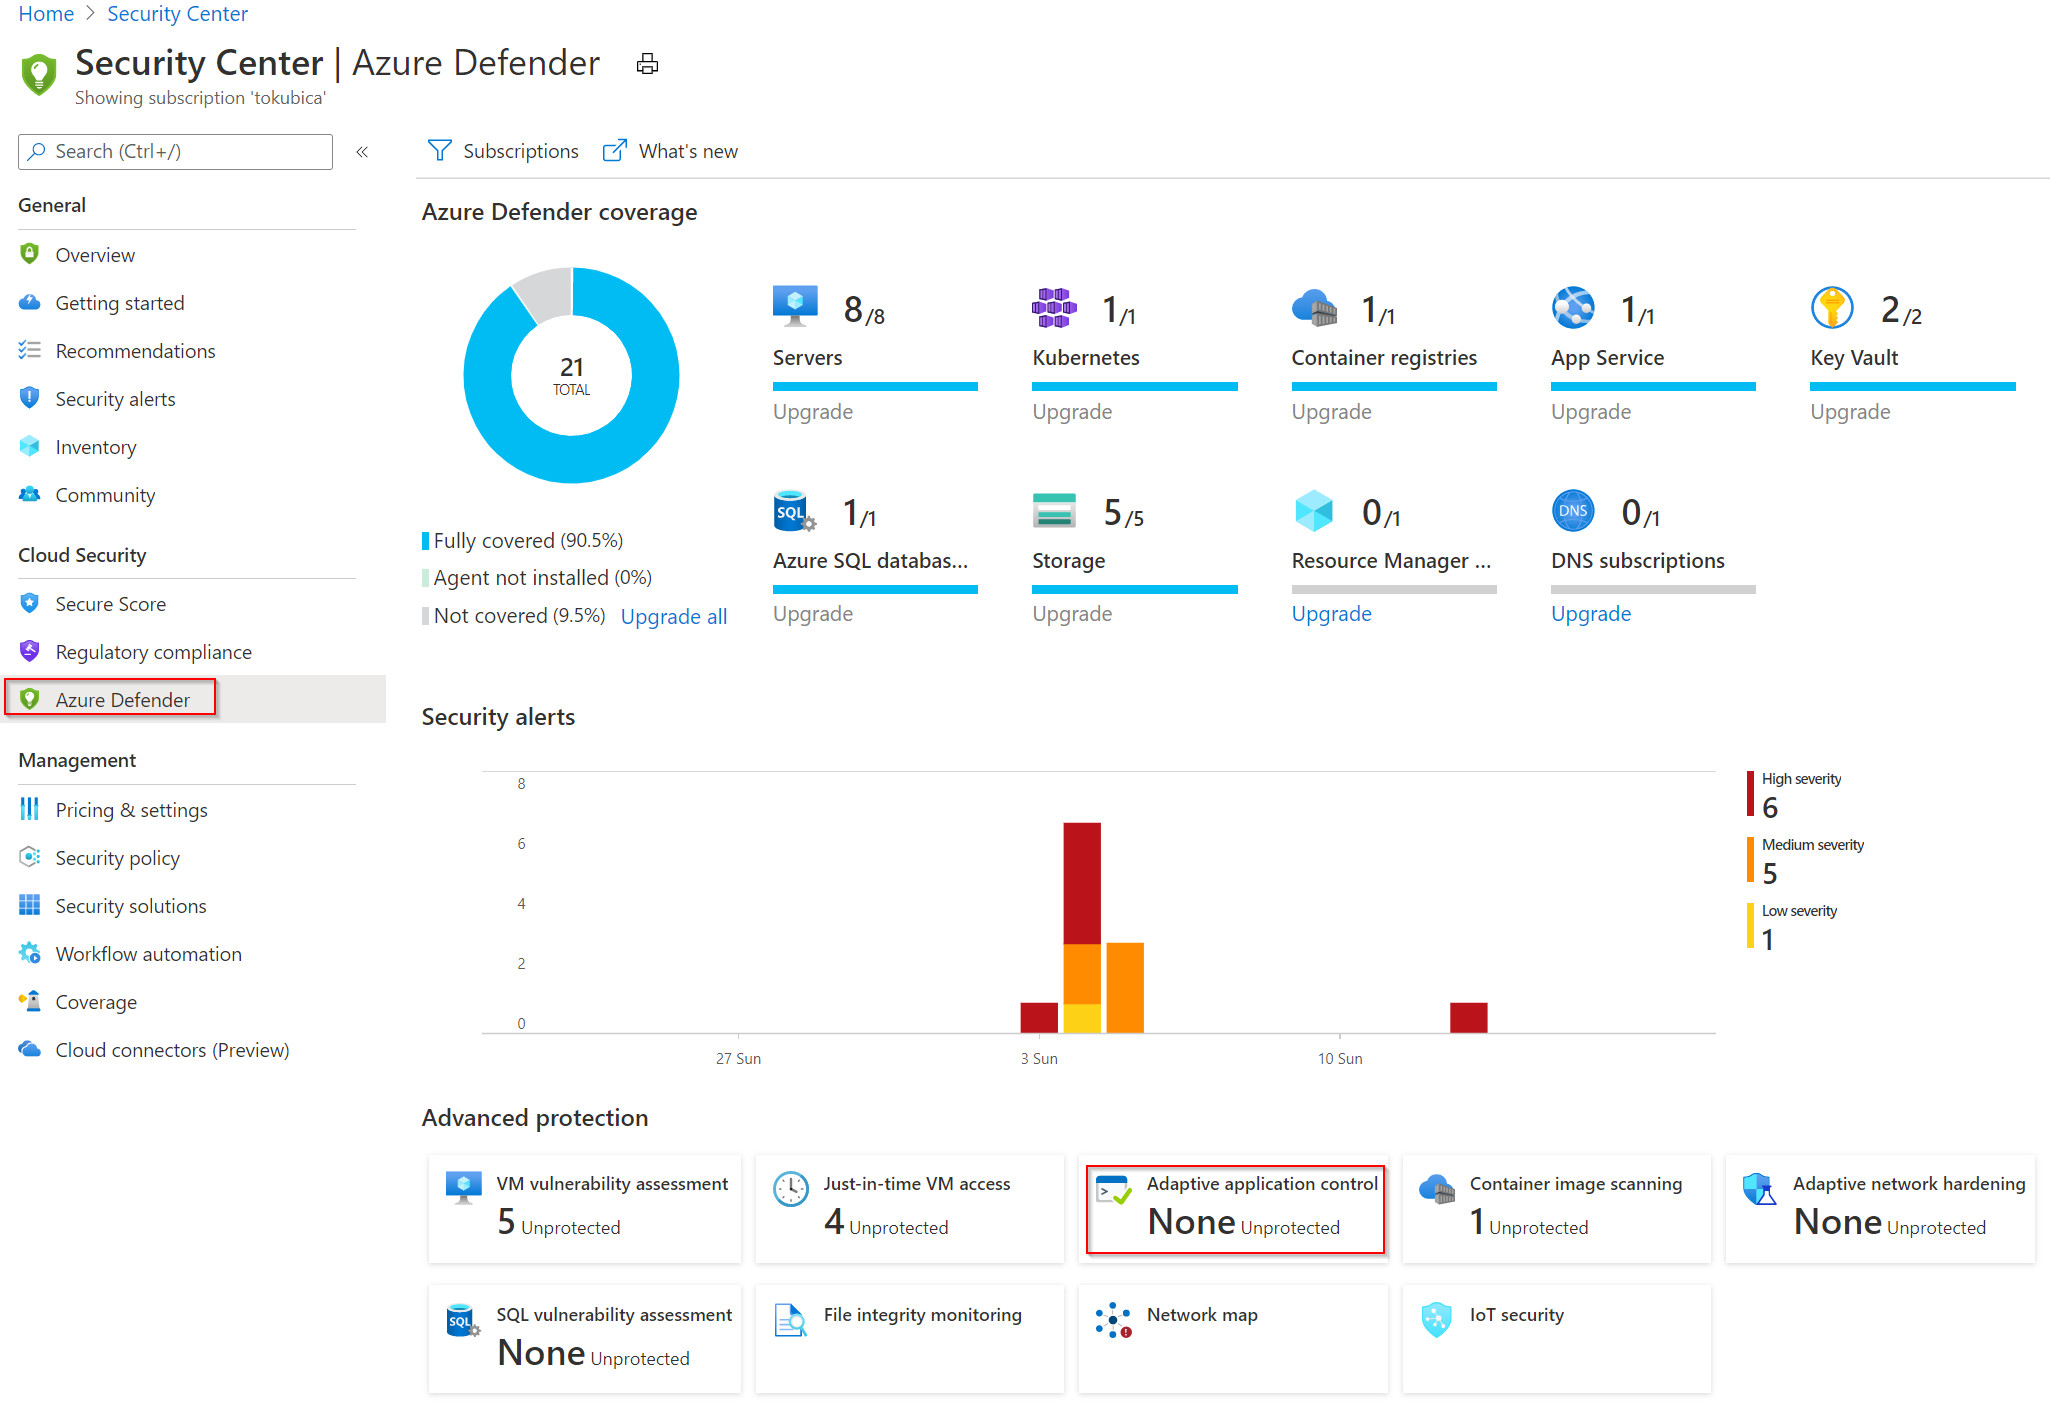 Home > Security Center
Security Center | Azure Defender
Showing subscription 'tokubica'
Search (Ctrl+/)
«
General
Overview
Getting started
Recommendations
Security alerts
Inventory
Community
Cloud Security
Secure Score
Regulatory compliance
Azure Defender
Management
Pricing & settings
Security policy
Security solutions
Workflow automation
Coverage
Cloud connectors (Preview)
Subscriptions
What's new
Azure Defender coverage
21
TOTAL
Fully covered (90.5%)
Agent not installed (0%)
Not covered (9.5%) Upgrade all
8/8
Servers
Upgrade
1/1
Kubernetes
Upgrade
1/1
Container registries
Upgrade
1/1
App Service
Upgrade
2/2
Key Vault
Upgrade
SQL
1/1
Azure SQL databas...
Upgrade
5/5
Storage
Upgrade
0/1
Resource Manager ...
Upgrade
DNS
0/1
DNS subscriptions
Upgrade
Security alerts
8
6
4
2
0
27 Sun
3 Sun
10 Sun
High severity
6
Medium severity
5
Low severity
1
Advanced protection
VM vulnerability assessment
5 Unprotected
Just-in-time VM access
4 Unprotected
Adaptive application control
None Unprotected
Container image scanning
1 Unprotected
Adaptive network hardening
None Unprotected
SQL
SQL vulnerability assessment
None Unprotected
File integrity monitoring
Network map
IoT security